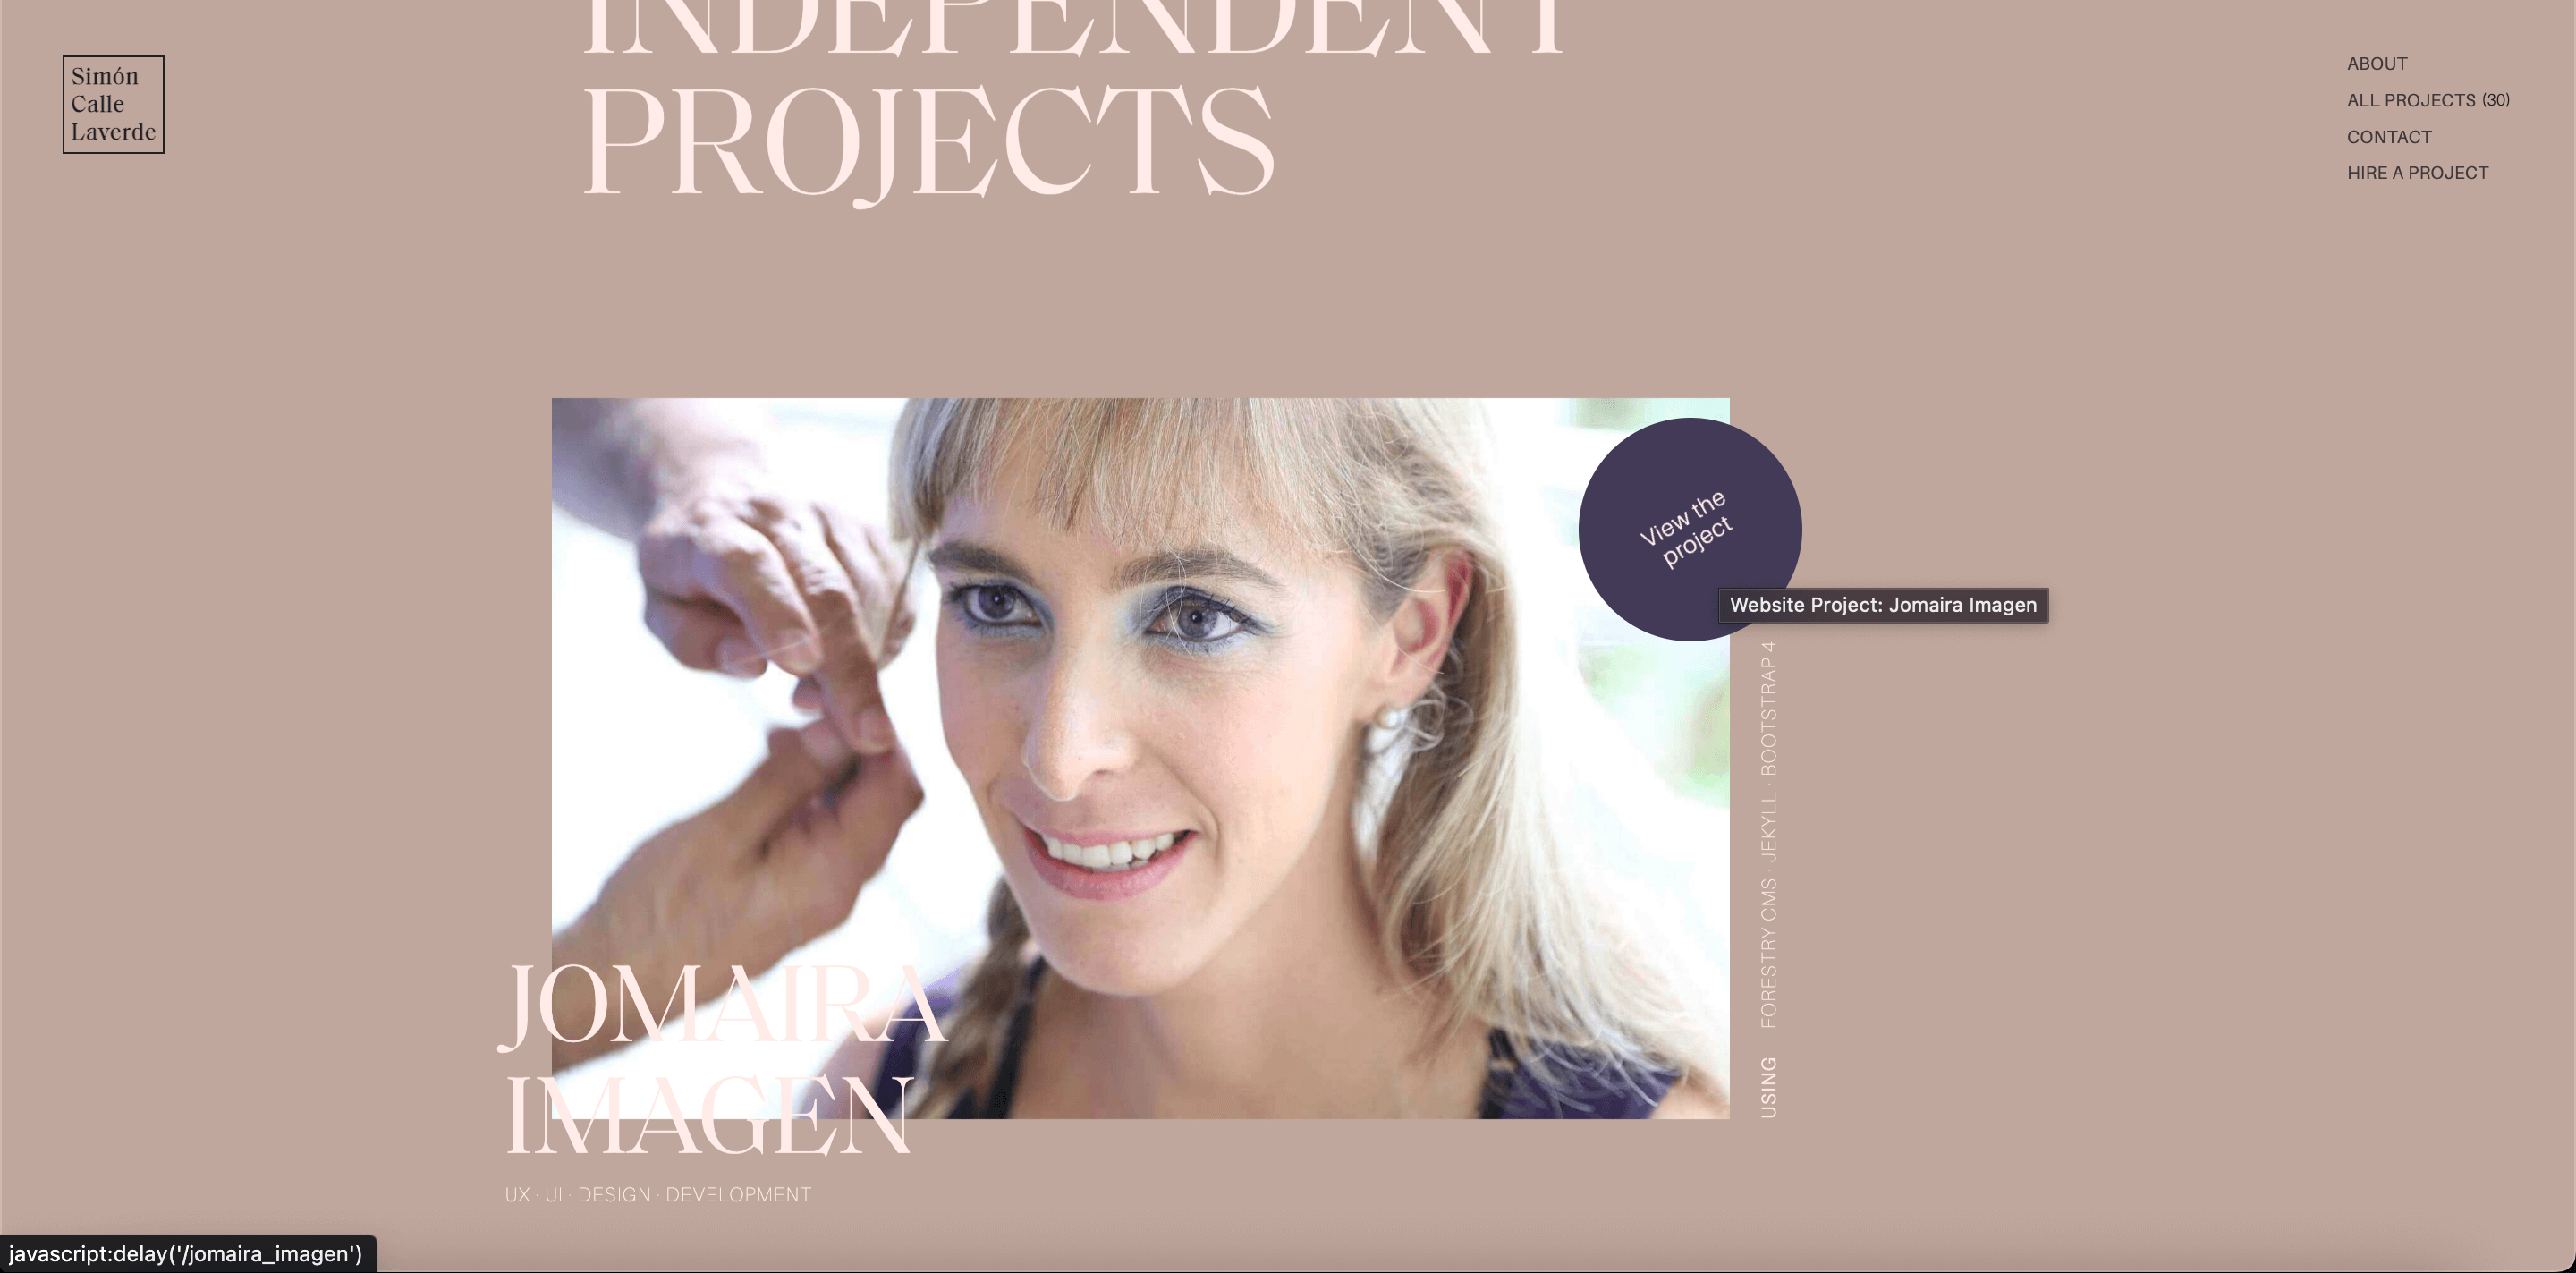 INDEPENDENT
PROJECTS
Simón
Calle
Laverde
ABOUT
ALL PROJECTS (30)
CONTACT
HIRE A PROJECT
View the
project
Website Project: Jomaira Imagen
USING FORESTRY CMS · JEKYLL · BOOTSTRAP 4
JOMAIRA
IMAGEN
UX · UI · DESIGN · DEVELOPMENT
javascript:delay('/jomaira_imagen')